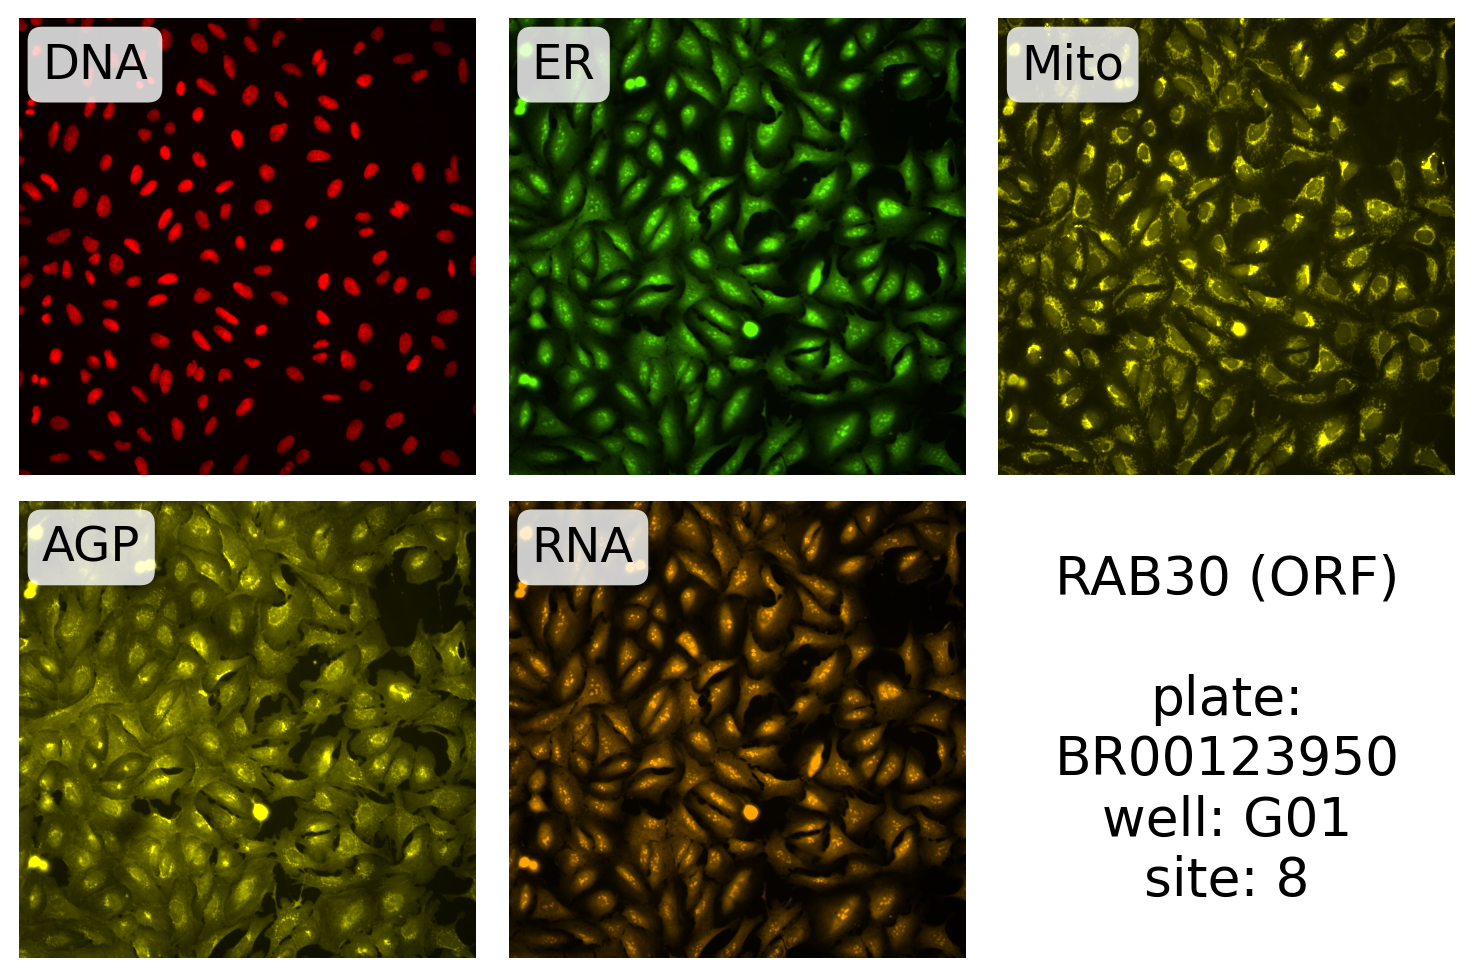 DNA
ER
Mito
AGP
RNA
RAB30 (ORF)
plate:
BR00123950
well: G01
site: 8